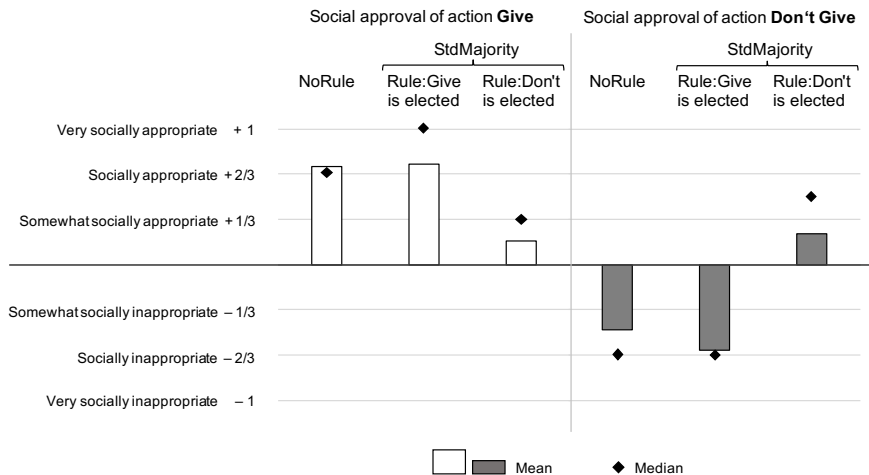 Social approval of action Give
Social approval of action Don't Give
StdMajority
StdMajority
NoRule
Rule:Give is elected
Rule:Don't is elected
NoRule
Rule:Give is elected
Rule:Don't is elected
Very socially appropriate + 1
Socially appropriate + 2/3
Somewhat socially appropriate + 1/3
Somewhat socially inappropriate – 1/3
Socially inappropriate – 2/3
Very socially inappropriate – 1
Mean
Median